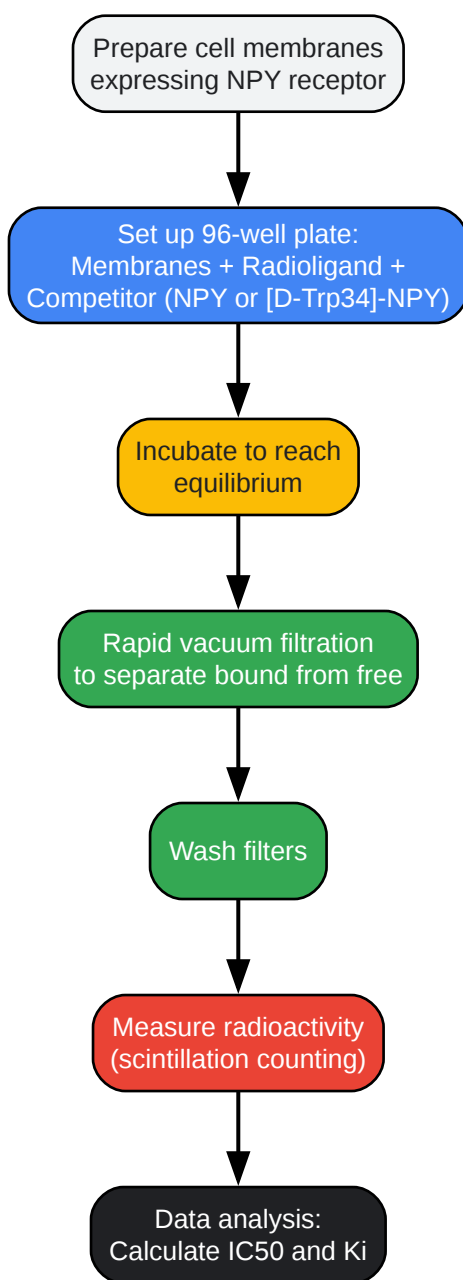 Prepare cell membranes
expressing NPY receptor
Set up 96-well plate:
Membranes + Radioligand +
Competitor (NPY or [D-Trp34]-NPY)
Incubate to reach
equilibrium
Rapid vacuum filtration
to separate bound from free
Wash filters
Measure radioactivity
(scintillation counting)
Data analysis:
Calculate IC50 and Ki